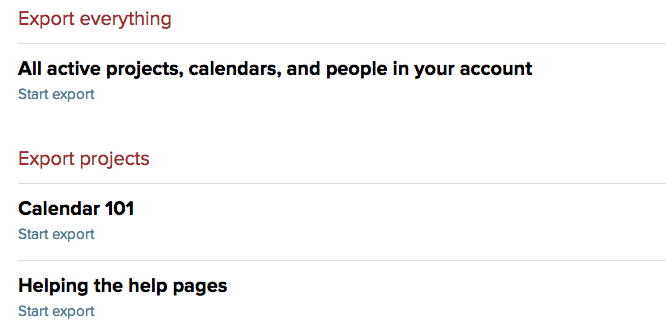 Export everything
All active projects, calendars, and people in your account
Start export
Export projects
Calendar 101
Start export
Helping the help pages
Start export